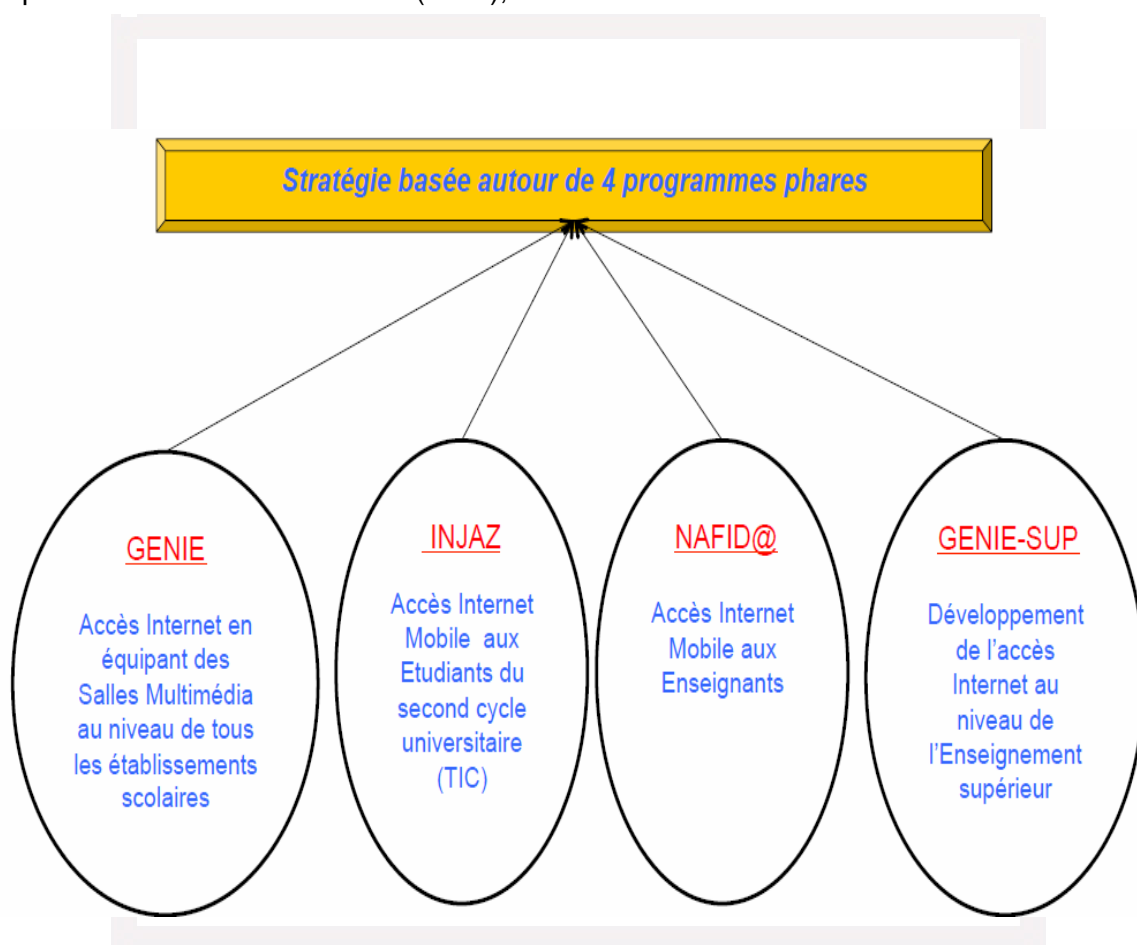 Stratégie basée autour de 4 programmes phares
GENIE
Accès Internet en
équipant des
Salles Multimédia
au niveau de tous
les établissements
scolaires
INJAZ
Accès Internet
Mobile aux
Etudiants du
second cycle
universitaire
(TIC)
NAFID@
Accès Internet
Mobile aux
Enseignants
GENIE-SUP
Développement
de l'accès
Internet au
niveau de
l'Enseignement
supérieur